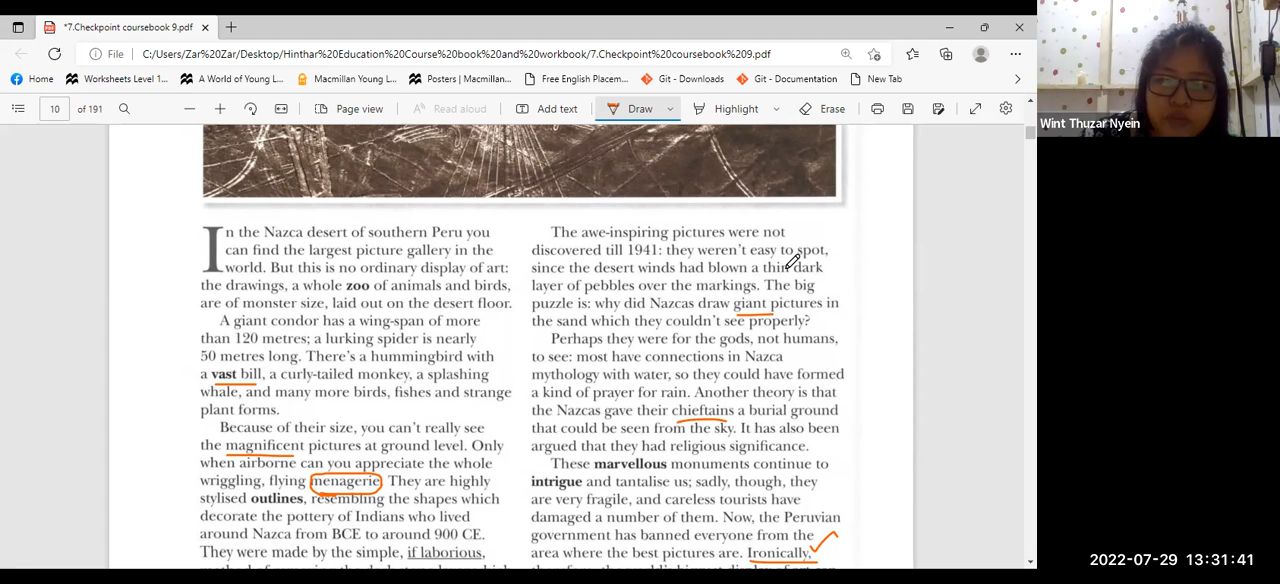 *7.Checkpoint coursebook 9.pdf
File
C:/Users/Zar%20Zar/Desktop/Hinthar%20Education%20Course%20book%20and%20workbook/7.Checkpoint%20coursebook%209.pdf
Home
Worksheets Level 1...
A World of Young L...
Macmillan Young L...
Posters | Macmillan...
Free English Placem...
Git - Downloads
Git - Documentation
New Tab
10 of 191
Page view
Read aloud
Add text
Draw
Highlight
Erase
Wint Thuzar Nyein
In the Nazca desert of southern Peru you
can find the largest picture gallery in the
world. But this is no ordinary display of art:
the drawings, a whole zoo of animals and birds,
are of monster size, laid out on the desert floor.
A giant condor has a wing-span of more
than 120 metres; a lurking spider is nearly
50 metres long. There's a hummingbird with
a vast bill, a curly-tailed monkey, a splashing
whale, and many more birds, fishes and strange
plant forms.
Because of their size, you can't really see
the magnificent pictures at ground level. Only
when airborne can you appreciate the whole
wriggling, flying menagerie. They are highly
stylised outlines, resembling the shapes which
decorate the pottery of Indians who lived
around Nazca from BCE to around 900 CE.
They were made by the simple, if laborious,
The awe-inspiring pictures were not
discovered till 1941: they weren't easy to spot,
since the desert winds had blown a thin dark
layer of pebbles over the markings. The big
puzzle is: why did Nazcas draw giant pictures in
the sand which they couldn't see properly?
Perhaps they were for the gods, not humans,
to see: most have connections in Nazca
mythology with water, so they could have formed
a kind of prayer for rain. Another theory is that
the Nazcas gave their chieftains a burial ground
that could be seen from the sky. It has also been
argued that they had religious significance.
These marvellous monuments continue to
intrigue and tantalise us; sadly, though, they
are very fragile, and careless tourists have
damaged a number of them. Now, the Peruvian
government has banned everyone from the
area where the best pictures are. Ironically,
2022-07-29 13:31:41